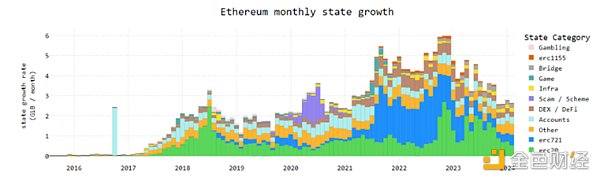 Ethereum monthly state growth
State Category
Gambling
erc1155
Bridge
Game
Infra
Scam / Scheme
DEX / DeFi
Accounts
Other
erc721
erc20
state growth rate
(GiB / month)
6
5
4
3
2
1
0
2016
2017
2018
2019
2020
2021
2022
2023
2024
金色财经